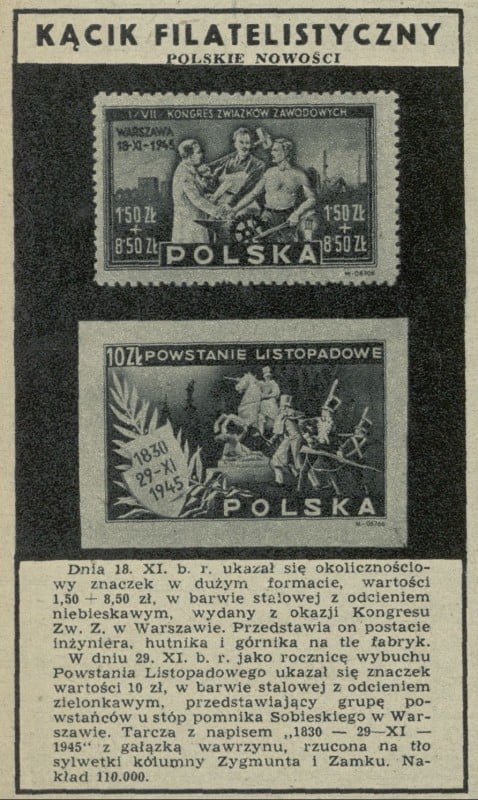 KĄCIK FILATELISTYCZNY
POLSKIE NOWOŚCI
I/VII KONGRES ZWIĄZKÓW ZAWODOWYCH
WARSZAWA
18-XI-1945
1·50 ZŁ
+
8·50 ZŁ
1·50 ZŁ
+
8·50 ZŁ
POLSKA
10 ZŁ POWSTANIE LISTOPADOWE
1830
29-XI
1945
POLSKA
M-05766
Dnia 18. XI. b. r. ukazał się okolicznościo-
wy znaczek w dużym formacie, wartości
1,50 + 8,50 zł, w barwie stalowej z odcieniem
niebieskawym, wydany z okazji Kongresu
Zw. Z. w Warszawie. Przedstawia on postacie
inżyniera, hutnika i górnika na tle fabryk.
W dniu 29. XI. b. r. jako rocznicę wybuchu
Powstania Listopadowego ukazał się znaczek
wartości 10 zł, w barwie stalowej z odcieniem
zielonkawym, przedstawiający grupę po-
wstańców u stóp pomnika Sobieskiego w War-
szawie. Tarcza z napisem „1830 — 29—XI —
1945“ z gałązką wawrzynu, rzucona na tło
sylwetki kolumny Zygmunta i Zamku. Na-
kład 110.000.